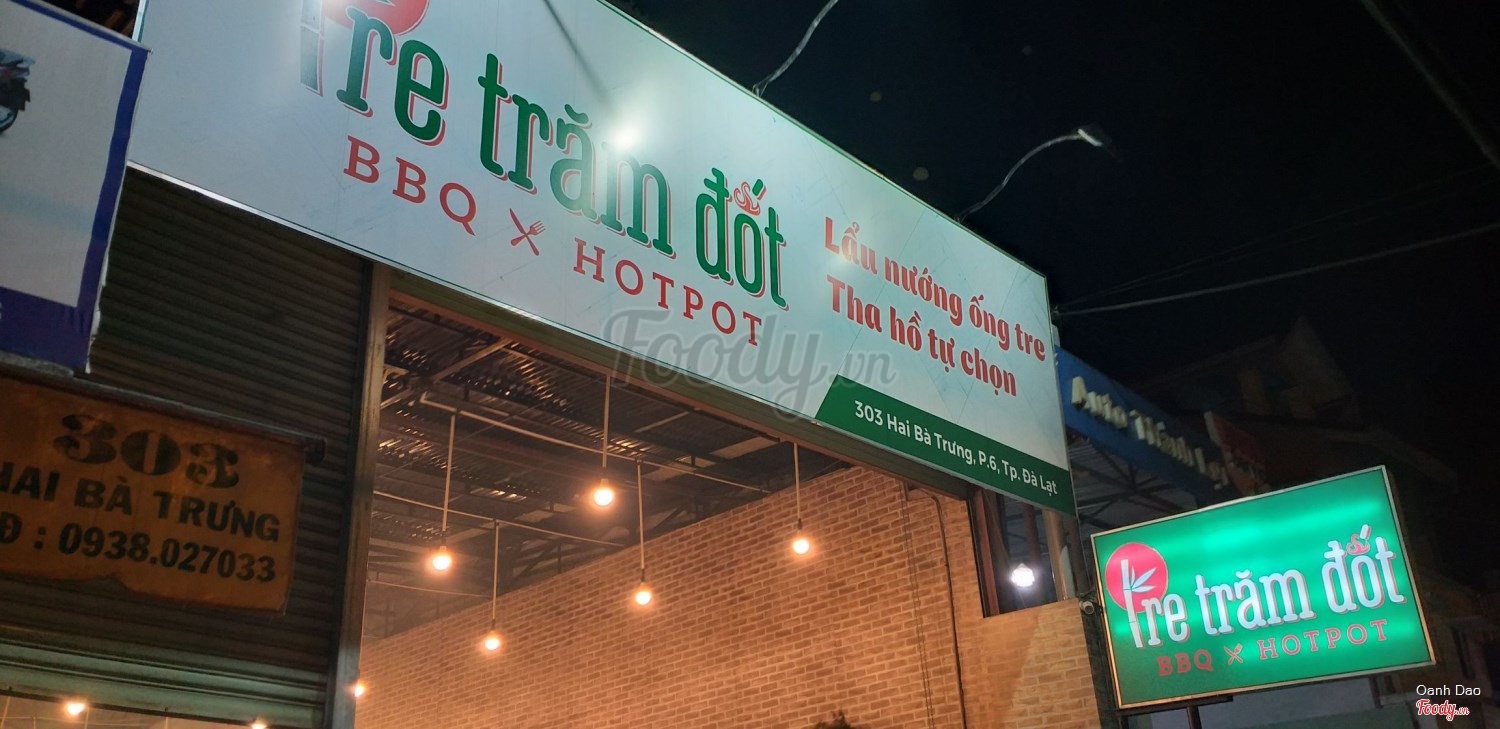 Tre trăm đốt
BBQ HOTPOT
Lẩu nướng ống tre
Tha hồ tự chọn
303 Hai Bà Trưng, P.6, Tp. Đà Lạt
Foody.vn
303
HAI BÀ TRƯNG
Đ : 0938.027033
Auto Thành
Tre trăm đốt
BBQ HOTPOT
Oanh Dao
Foody.vn